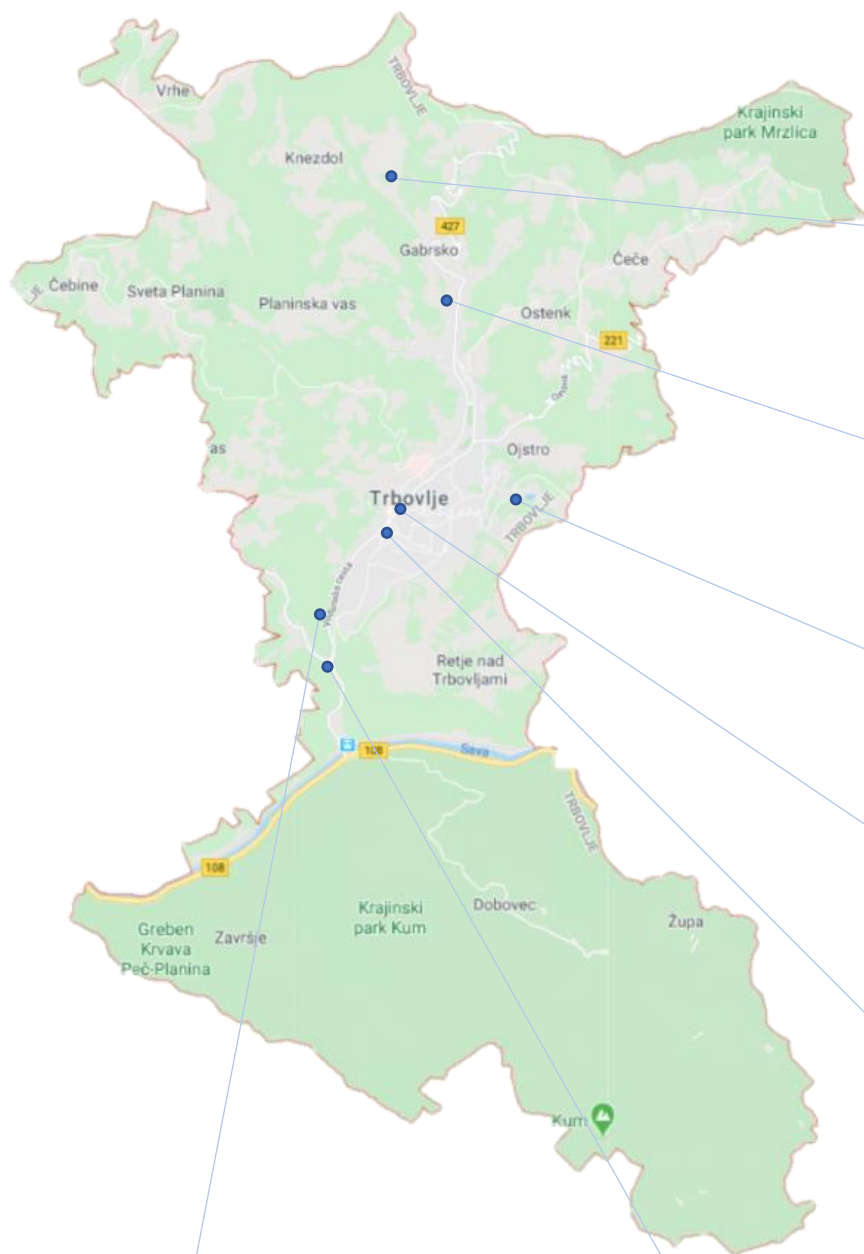 TRBOVLJE
Vrhe
Krajinski
park Mrzlica
Knezdol
427
Gabrsko
Čeče
Čebine
Sveta Planina
Planinska vas
Ostenk
221
as
Ojstro
Trbovlje
TRBOVLJE
Vodenska cesta
Retje nad
Trbovljami
108
Sava
TRBOVLJE
108
Krajinski
park Kum
Dobovec
Župa
Greben
Krvava
Peč-Planina
Završje
Kum